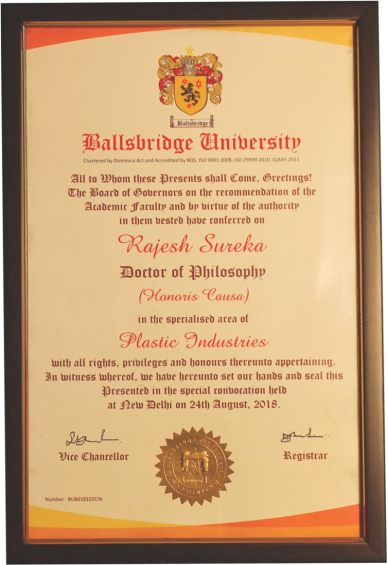 Ballsbridge
Ballsbridge University
Chartered by Dominica Act and Accredited by BQS, ISO 9001:2008, ISO 29990:2010, IQAAF:2011
All to Whom these Presents shall Come, Greetings!
The Board of Governors on the recommendation of the
Academic Faculty and by virtue of the authority
in them vested have conferred on
Rajesh Sureka
Doctor of Philosophy
(Honoris Causa)
in the specialised area of
Plastic Industries
with all rights, privileges and honours thereunto appertaining.
In witness whereof, we have hereunto set our hands and seal this
Presented in the special convocation held
at New Delhi on 24th August, 2018.
Vice Chancellor
Registrar